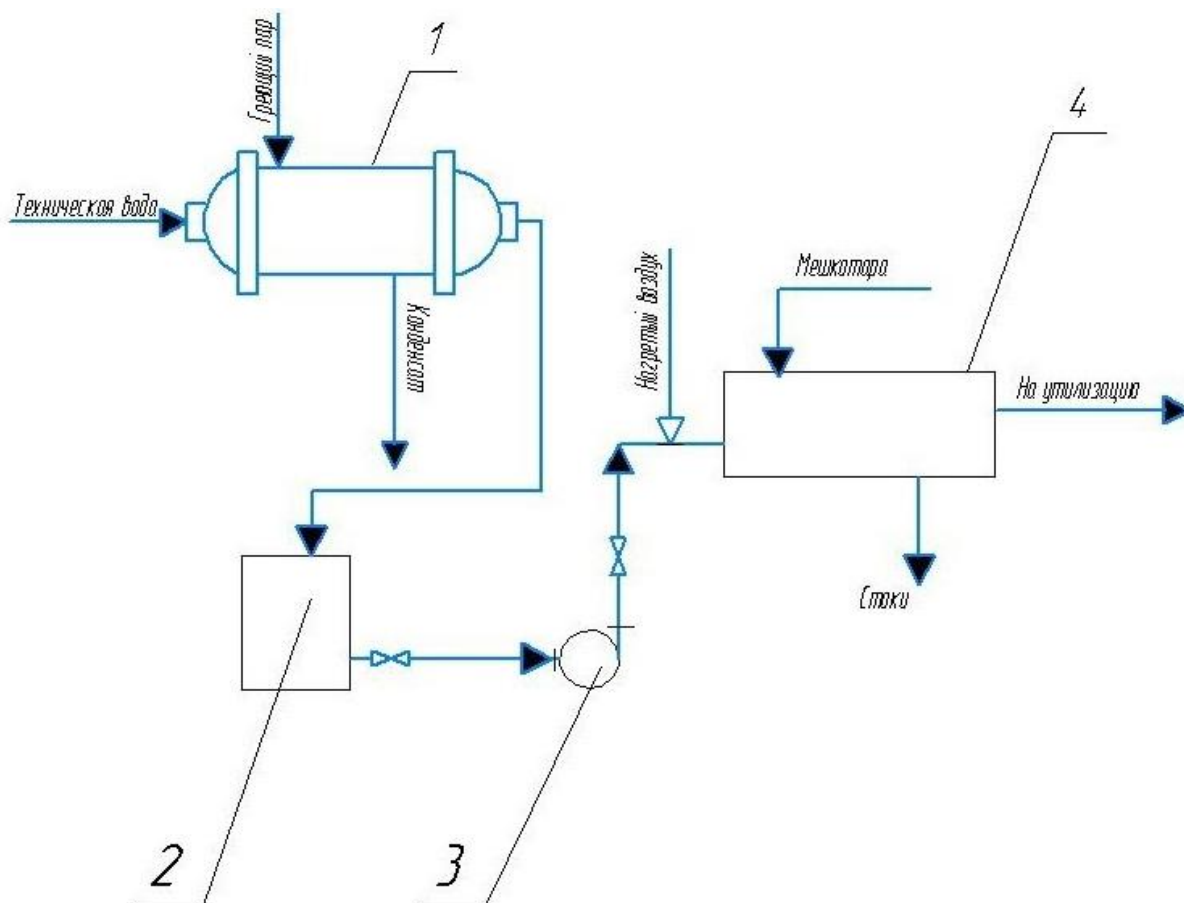 Греющий пар
1
4
Техническая вода
Конденсат
Нагретый воздух
Мешкотара
На утилизацию
Стоки
2
3